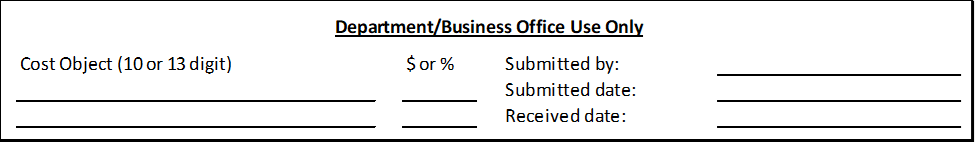 Department/Business Office Use Only
Cost Object (10 or 13 digit) $ or % Submitted by:
Submitted date:
Received date: